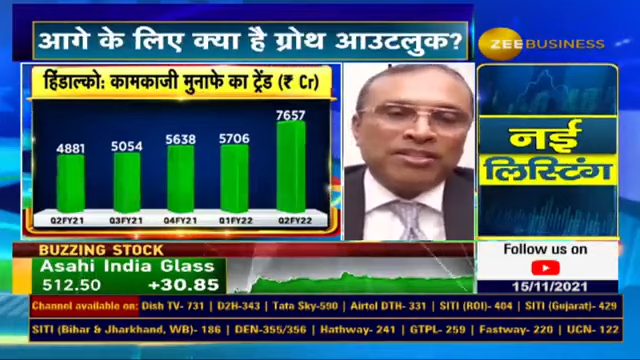 आगे के लिए क्या है ग्रोथ आउटलुक?
ZEE BUSINESS
हिंडाल्को: कामकाजी मुनाफे का ट्रेंड (₹ Cr)
4881 5054 5638 5706 7657
Q2FY21 Q3FY21 Q4FY21 Q1FY22 Q2FY22
नई
लिस्टिंग
BUZZING STOCK
Asahi India Glass
512.50 +30.85
Follow us on
15/11/2021
Channel available on: Dish TV- 731 | D2H-343 | Tata Sky-590 | Airtel DTH- 331 | SITI (ROI)- 404 | SITI (Gujarat)- 429
SITI (Bihar & Jharkhand, WB)- 186 | DEN-355/356 | Hathway- 241 | GTPL- 259 | Fastway- 220 | UCN- 122